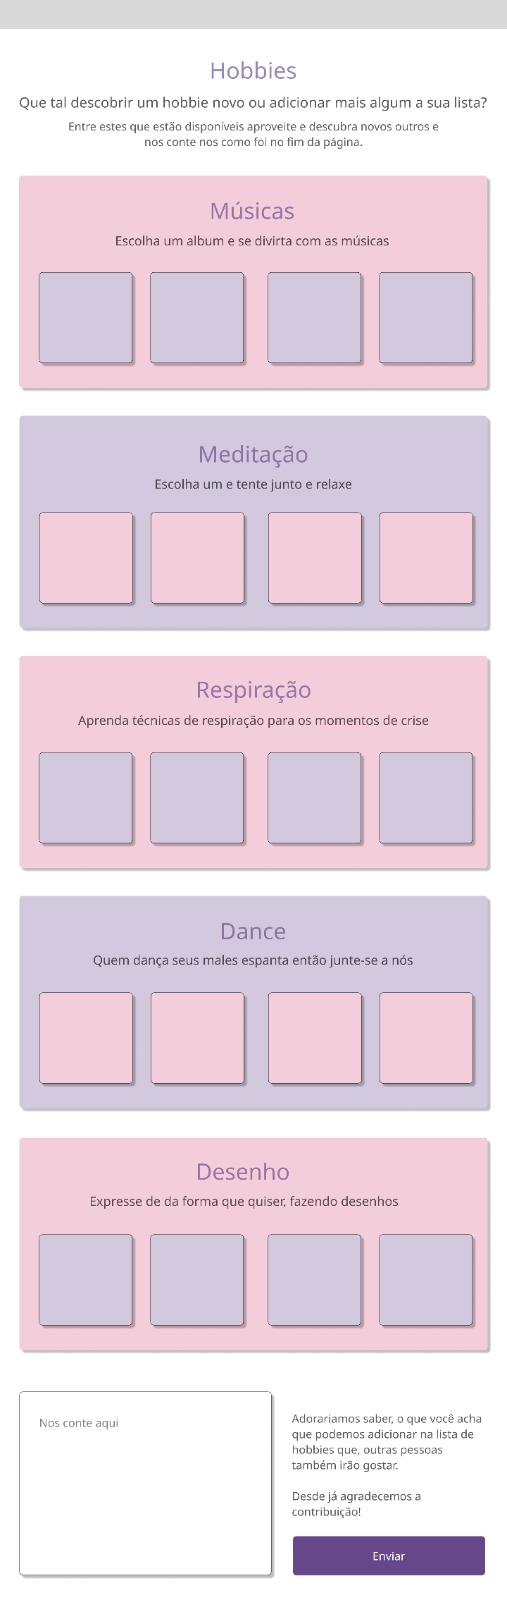 Hobbies
Que tal descobrir um hobbie novo ou adicionar mais algum a sua lista?
Entre estes que estão disponíveis aproveite e descubra novos outros e
nos conte nos como foi no fim da página.
Músicas
Escolha um album e se divirta com as músicas
Meditação
Escolha um e tente junto e relaxe
Respiração
Aprenda técnicas de respiração para os momentos de crise
Dance
Quem dança seus males espanta então junte-se a nós
Desenho
Expresse de da forma que quiser, fazendo desenhos
Nos conte aqui
Adorariamos saber, o que você acha
que podemos adicionar na lista de
hobbies que, outras pessoas
também irão gostar.
Desde já agradecemos a
contribuição!
Enviar